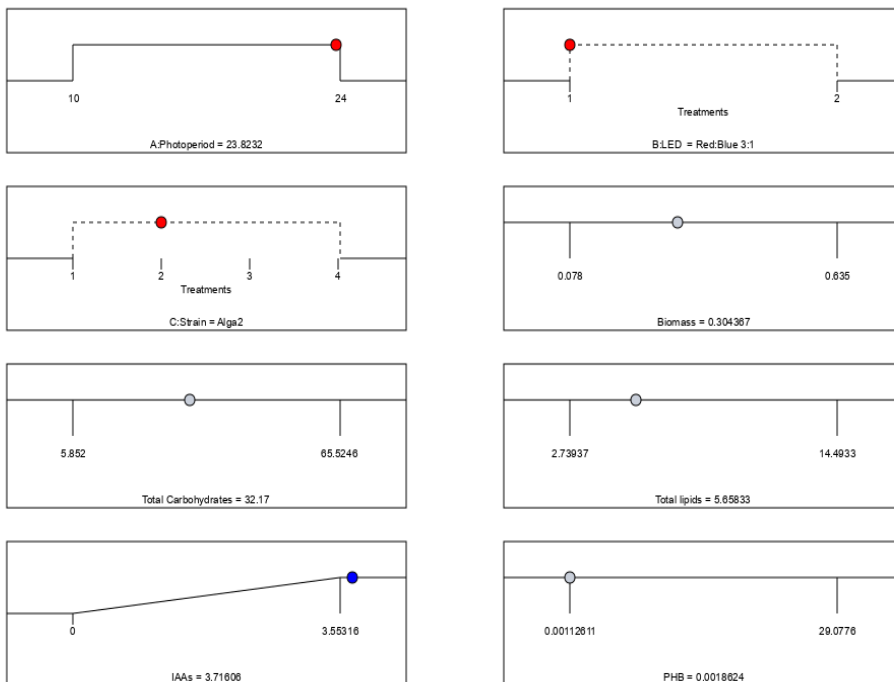 10 24
A:Photoperiod = 23.8232
1 2
Treatments
B:LED = Red:Blue 3:1
1 2 3 4
Treatments
C:Strain = Alga2
0.078 0.635
Biomass = 0.304367
5.852 65.5246
Total Carbohydrates = 32.17
2.73937 14.4933
Total lipids = 5.65833
0 3.55316
IAAs = 3.71606
0.00112611 29.0776
PHB = 0.0018624